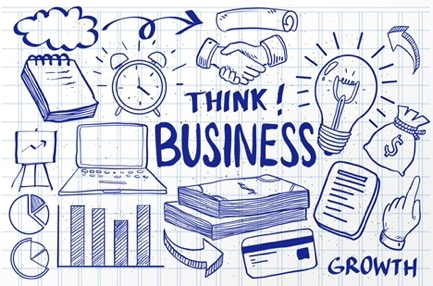 THINK!
BUSINESS
$
$
GROWTH